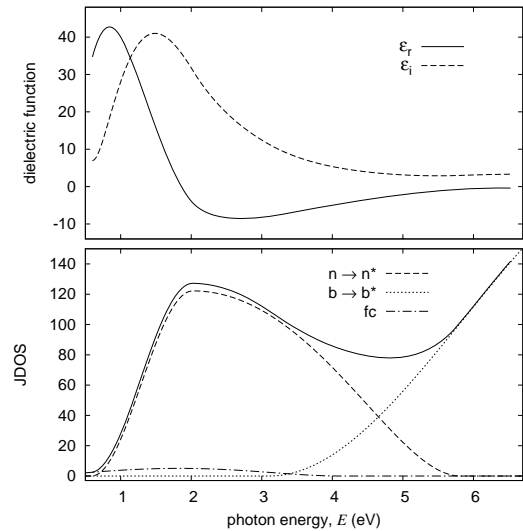 40
30
20
10
0
-10
dielectric function
εr
εi
140
120
100
80
60
40
20
0
JDOS
n → n*
b → b*
fc
1 2 3 4 5 6
photon energy, E (eV)